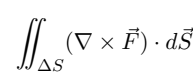 ∬_{ΔS} (∇ × F⃗) · dS⃗